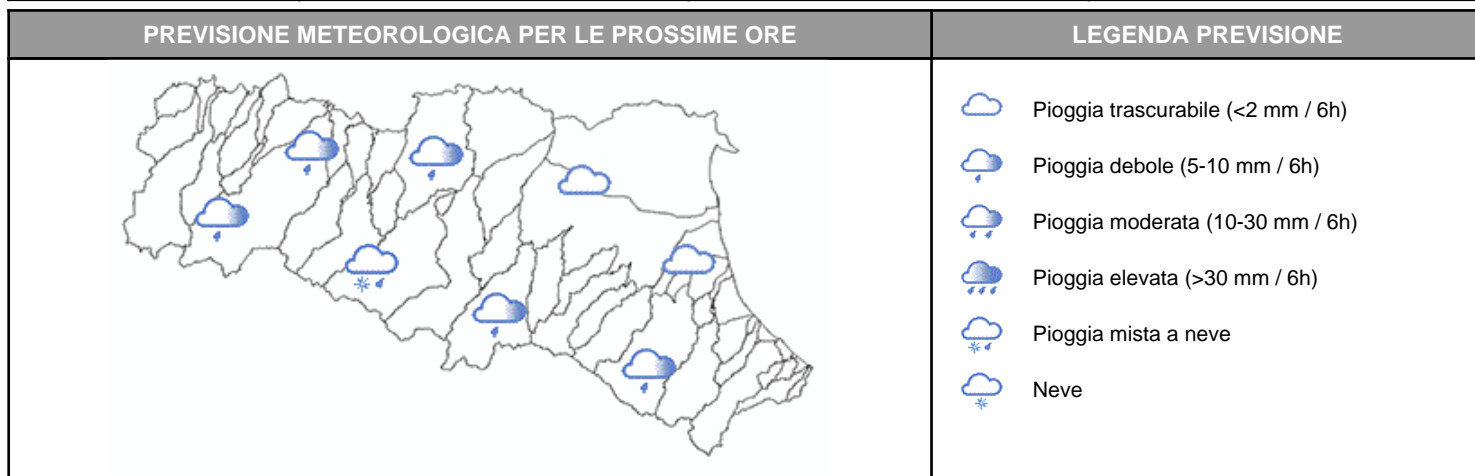 PREVISIONE METEOROLOGICA PER LE PROSSIME ORE
LEGENDA PREVISIONE
Pioggia trascurabile (<2 mm / 6h)
Pioggia debole (5-10 mm / 6h)
Pioggia moderata (10-30 mm / 6h)
Pioggia elevata (>30 mm / 6h)
Pioggia mista a neve
Neve